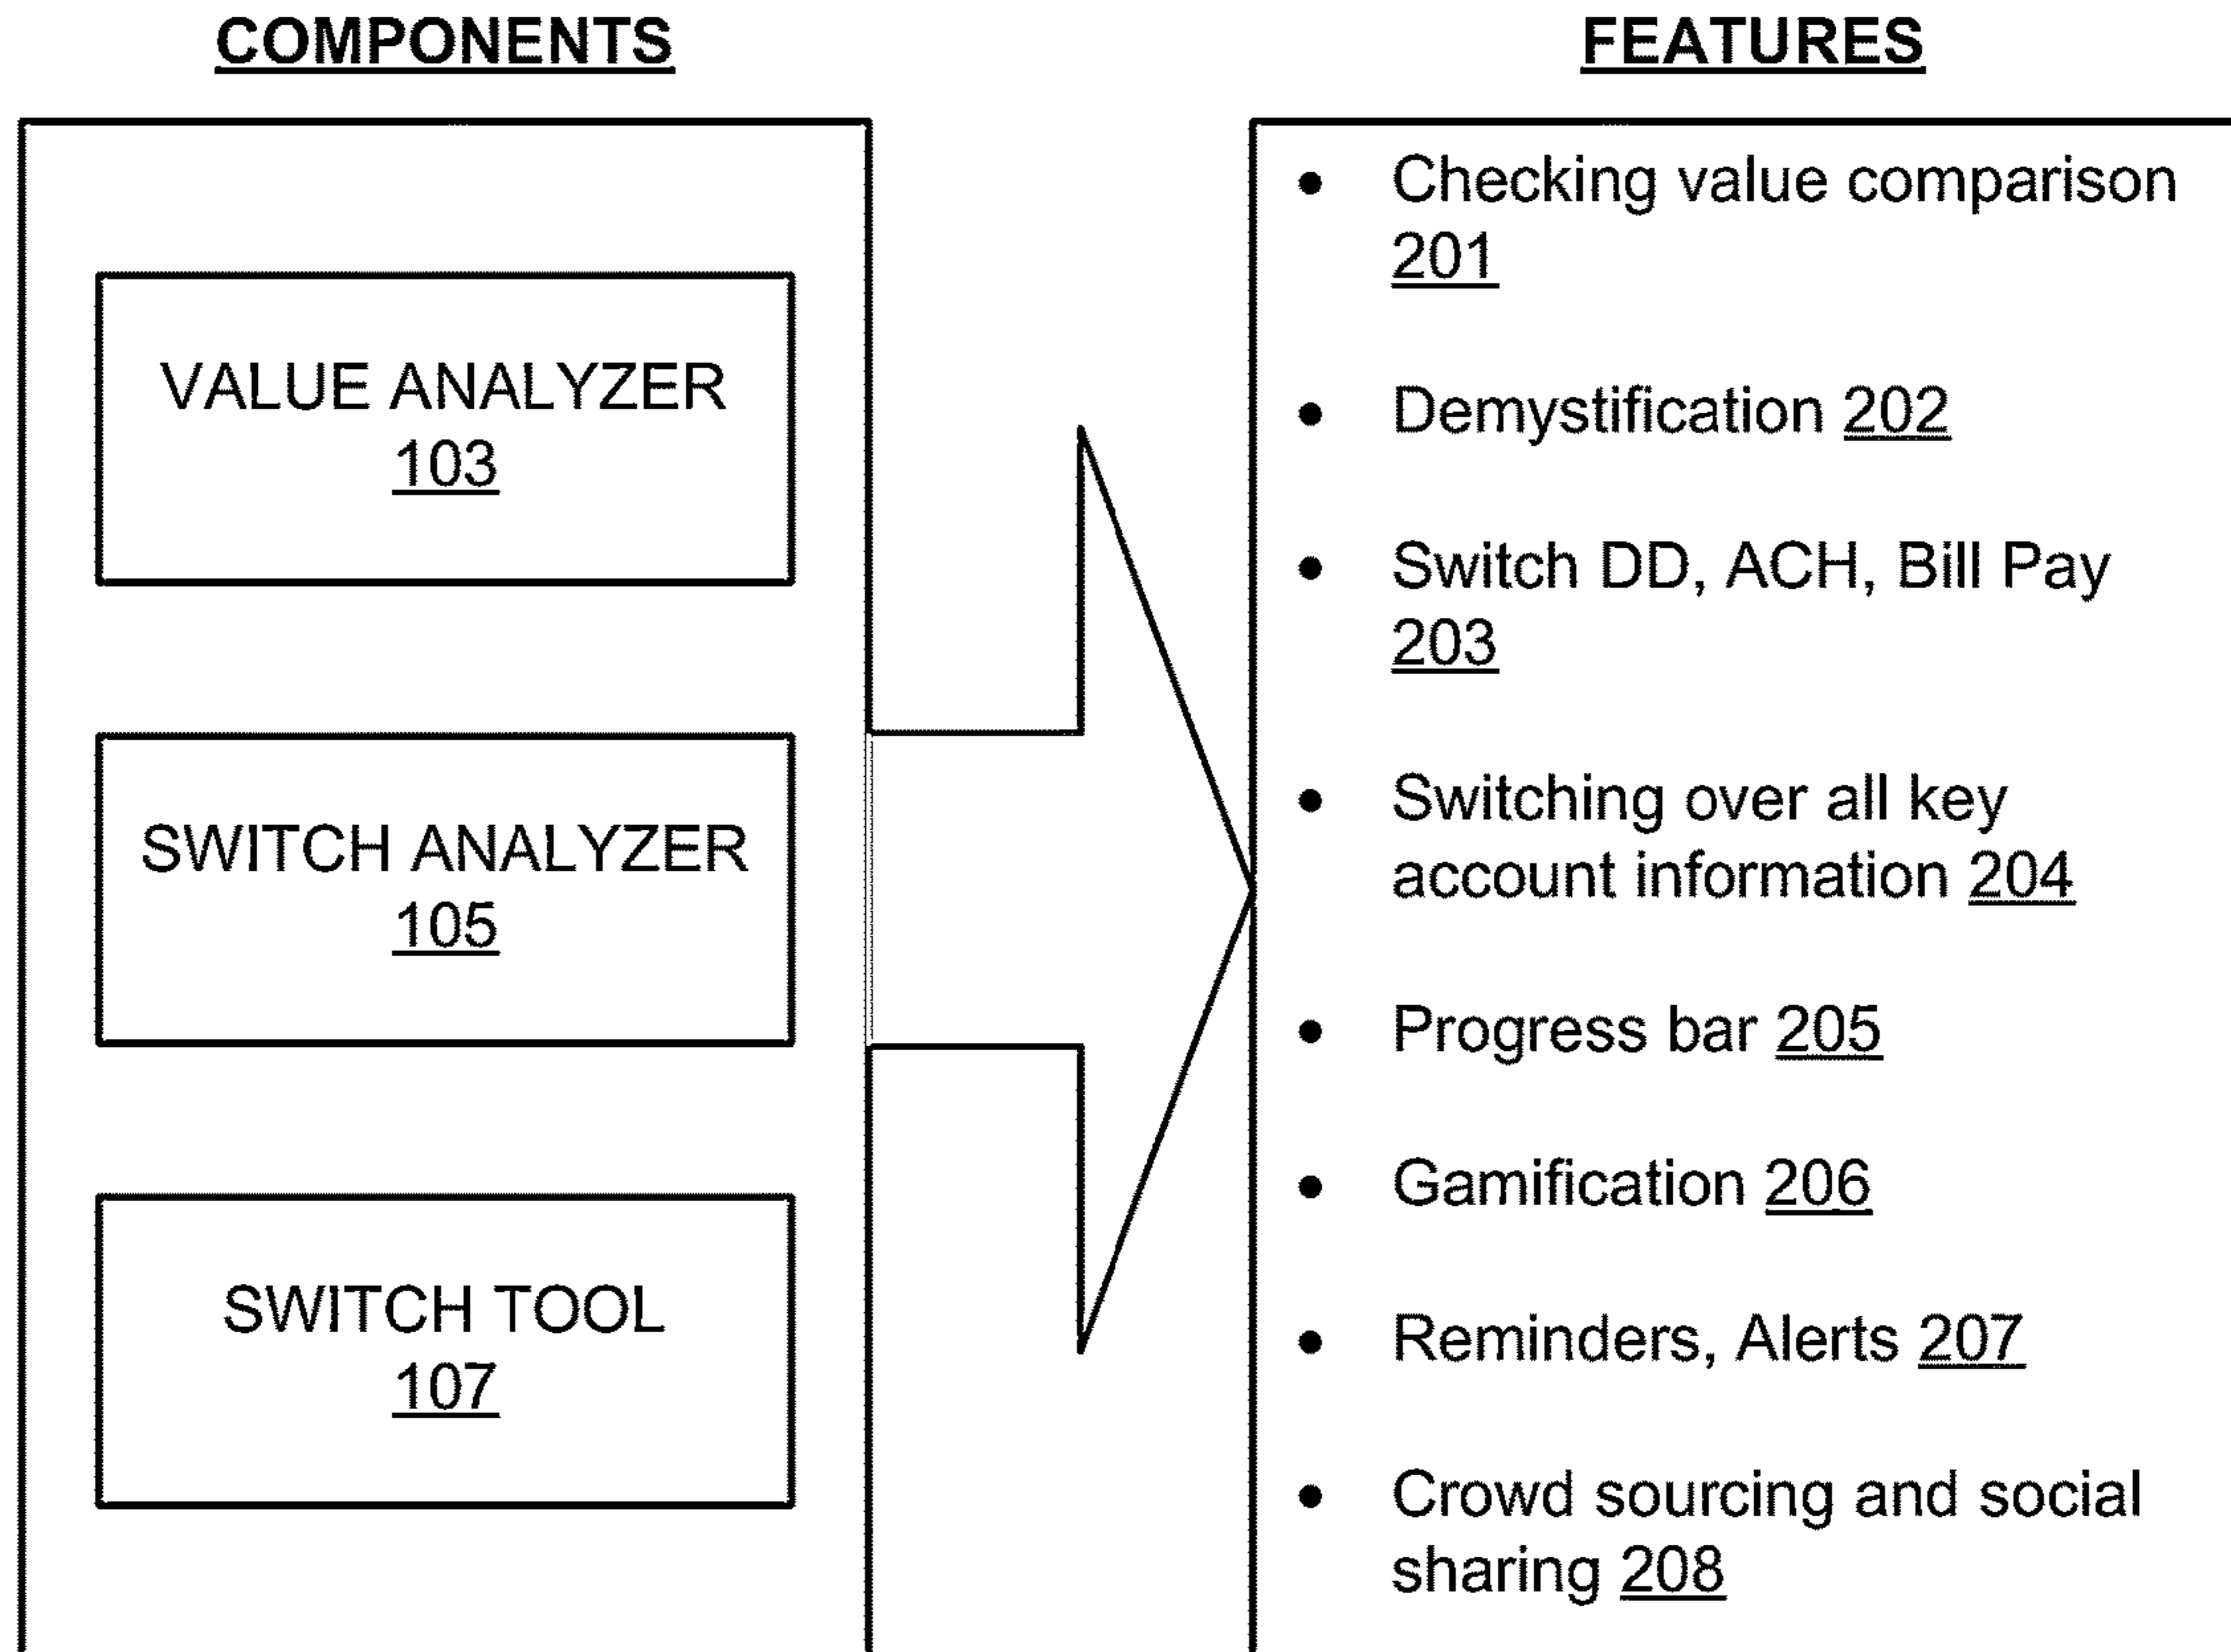 COMPONENTS
VALUE ANALYZER
103
SWITCH ANALYZER
105
SWITCH TOOL
107
FEATURES
• Checking value comparison
201
• Demystification 202
• Switch DD, ACH, Bill Pay
203
• Switching over all key
account information 204
• Progress bar 205
• Gamification 206
• Reminders, Alerts 207
• Crowd sourcing and social
sharing 208